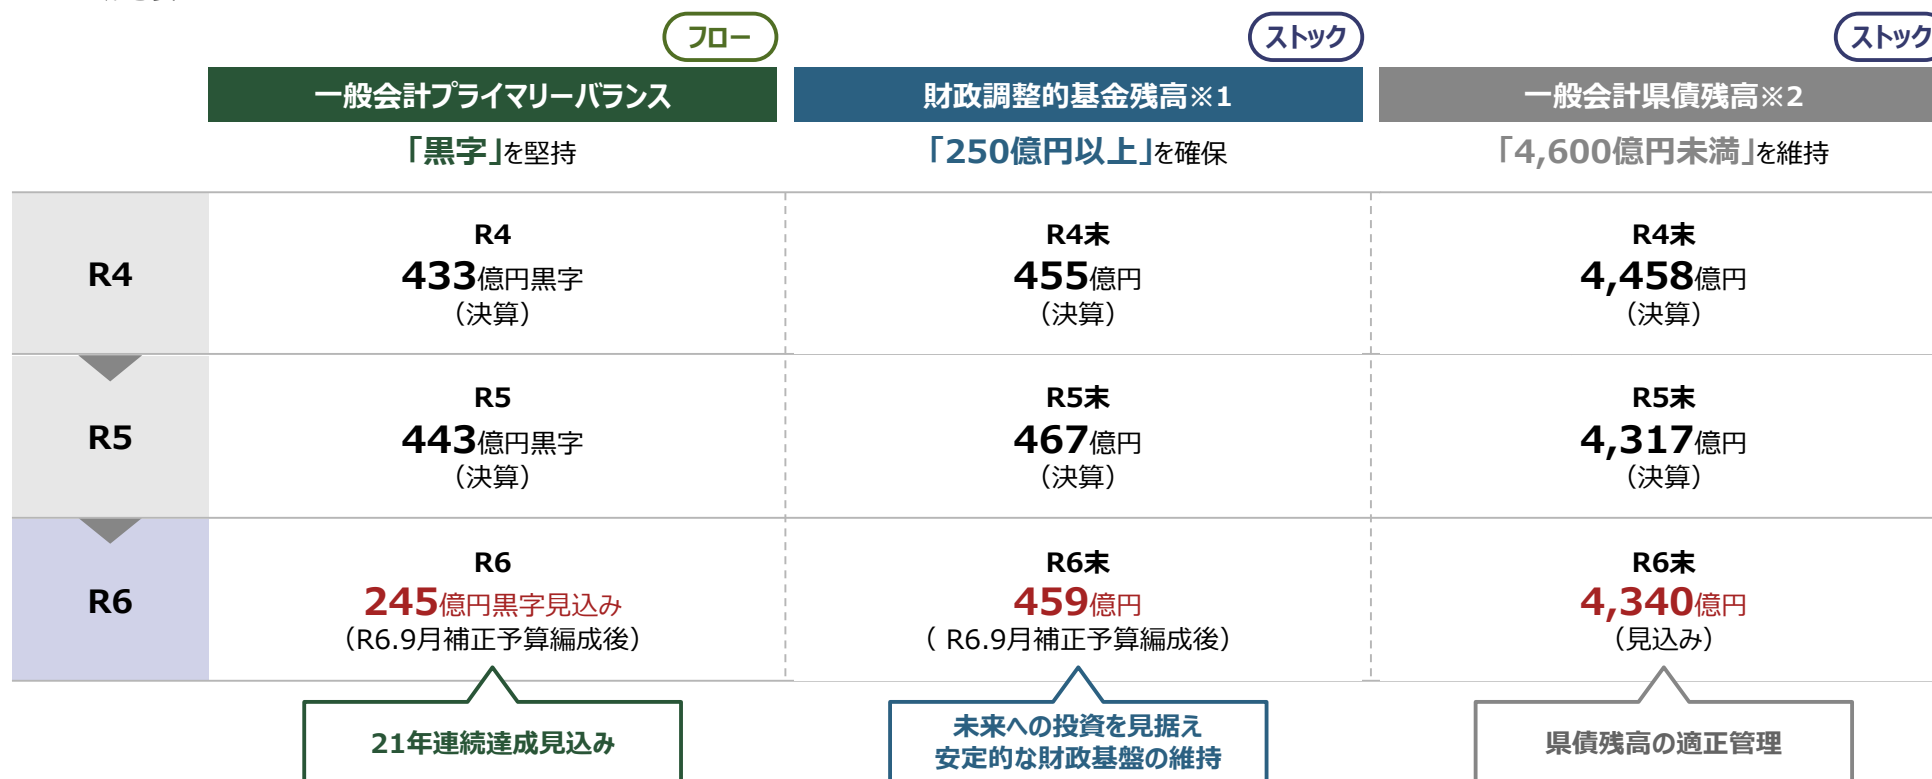 フロー
ストック
ストック
一般会計プライマリーバランス
財政調整的基金残高※1
一般会計県債残高※2
「黒字」を堅持
「250億円以上」を確保
「4,600億円未満」を維持
R4
R4
433億円黒字
（決算）
R4末
455億円
（決算）
R4末
4,458億円
（決算）
R5
R5
443億円黒字
（決算）
R5末
467億円
（決算）
R5末
4,317億円
（決算）
R6
R6
245億円黒字見込み
（R6.9月補正予算編成後）
R6末
459億円
（ R6.9月補正予算編成後）
R6末
4,340億円
（見込み）
21年連続達成見込み
未来への投資を見据え
安定的な財政基盤の維持
県債残高の適正管理